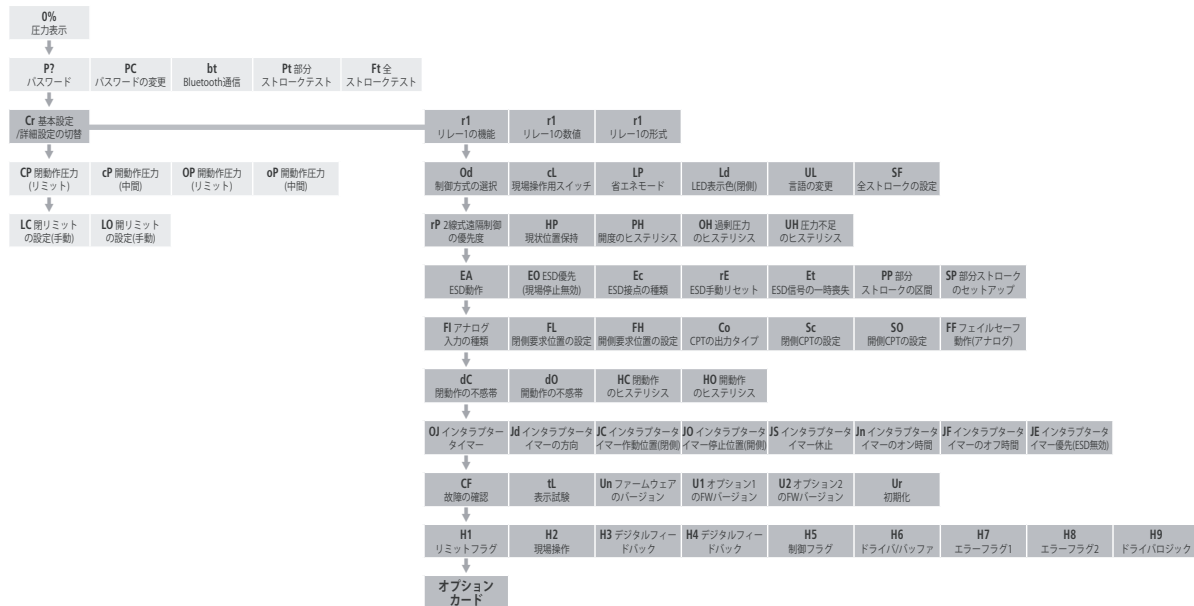 0%
圧力表示
P?
パスワード
PC
パスワードの変更
bt
Bluetooth通信
Pt 部分
ストロークテスト
Ft 全
ストロークテスト
Cr 基本設定
/詳細設定の切替
r1
リレー1の機能
r1
リレー1の数値
r1
リレー1の形式
CP 閉動作圧力
(リミット)
cP 開動作圧力
(中間)
OP 開動作圧力
(リミット)
oP 開動作圧力
(中間)
Od
制御方式の選択
cL
現場操作用スイッチ
LP
省エネモード
Ld
LED表示色(閉側)
UL
言語の変更
SF
全ストロークの設定
LC 閉リミット
の設定(手動)
LO 開リミット
の設定(手動)
rP 2線式遠隔制御
の優先度
HP
現状位置保持
PH
開度のヒステリシス
OH 過剰圧力
のヒステリシス
UH 圧力不足
のヒステリシス
EA
ESD動作
EO ESD優先
(現場停止無効)
Ec
ESD接点の種類
rE
ESD手動リセット
Et
ESD信号の一時喪失
PP 部分
ストロークの区間
SP 部分ストローク
のセットアップ
FI アナログ
入力の種類
FL
閉側要求位置の設定
FH
開側要求位置の設定
Co
CPTの出力タイプ
Sc
閉側CPTの設定
SO
開側CPTの設定
FF フェイルセーフ
動作(アナログ)
dC
閉動作の不感帯
dO
開動作の不感帯
HC 閉動作
のヒステリシス
HO 開動作
のヒステリシス
OJ インタラプター
タイマー
Jd インタラプタータ
イマーの方向
JC インタラプタータ
イマー作動位置(閉側)
JO インタラプタータ
イマー停止位置(開側)
JS インタラプタータ
イマー休止
Jn インタラプタータ
イマーのオン時間
JF インタラプタータ
イマーのオフ時間
JE インタラプタータ
イマー優先(ESD無効)
CF
故障の確認
tL
表示試験
Un ファームウェア
のバージョン
U1 オプション1
のFWバージョン
U2 オプション2
のFWバージョン
Ur
初期化
H1
リミットフラグ
H2
現場操作
H3 デジタルフィー
ドバック
H4 デジタルフィー
ドバック
H5
制御フラグ
H6
ドライバ/バッファ
H7
エラーフラグ1
H8
エラーフラグ2
H9
ドライバロジック
オプション
カード